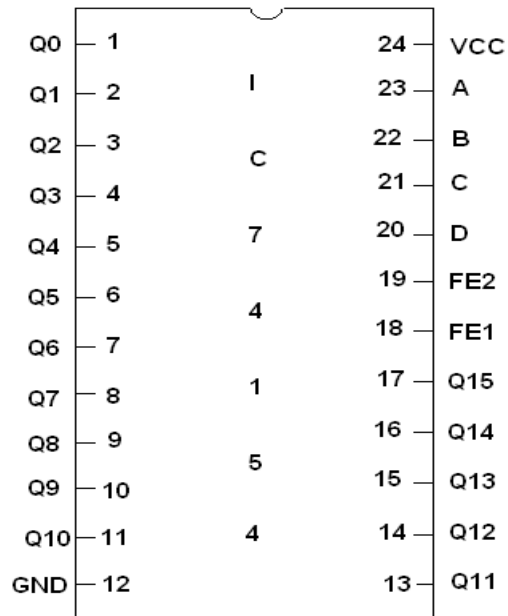 Q0 1 24 VCC
I
Q1 2 23 A
Q2 3 22 B
C
Q3 4 21 C
Q4 5 7 20 D
Q5 6 19 FE2
4
Q6 7 18 FE1
Q7 8 1 17 Q15
Q8 9 16 Q14
5
Q9 10 15 Q13
Q10 11 4 14 Q12
GND 12 13 Q11